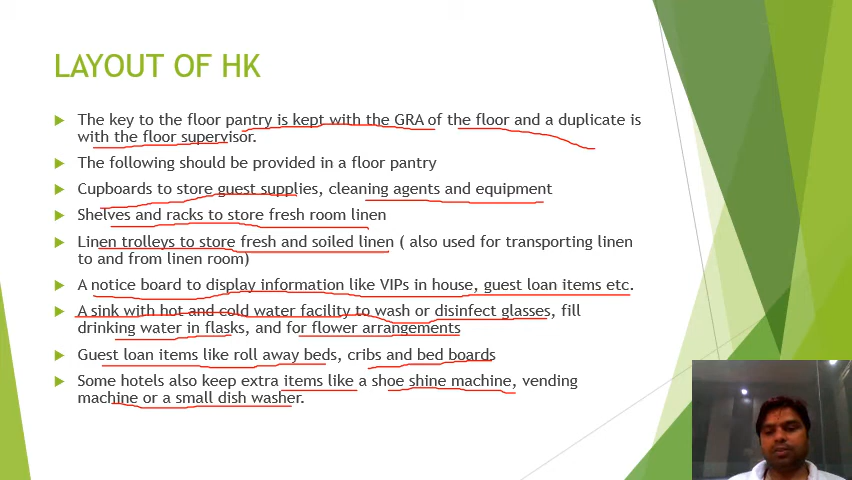 LAYOUT OF HK
The key to the floor pantry is kept with the GRA of the floor and a duplicate is
with the floor supervisor.
The following should be provided in a floor pantry
Cupboards to store guest supplies, cleaning agents and equipment
Shelves and racks to store fresh room linen
Linen trolleys to store fresh and soiled linen ( also used for transporting linen
to and from linen room)
A notice board to display information like VIPs in house, guest loan items etc.
A sink with hot and cold water facility to wash or disinfect glasses, fill
drinking water in flasks, and for flower arrangements
Guest loan items like roll away beds, cribs and bed boards
Some hotels also keep extra items like a shoe shine machine, vending
machine or a small dish washer.